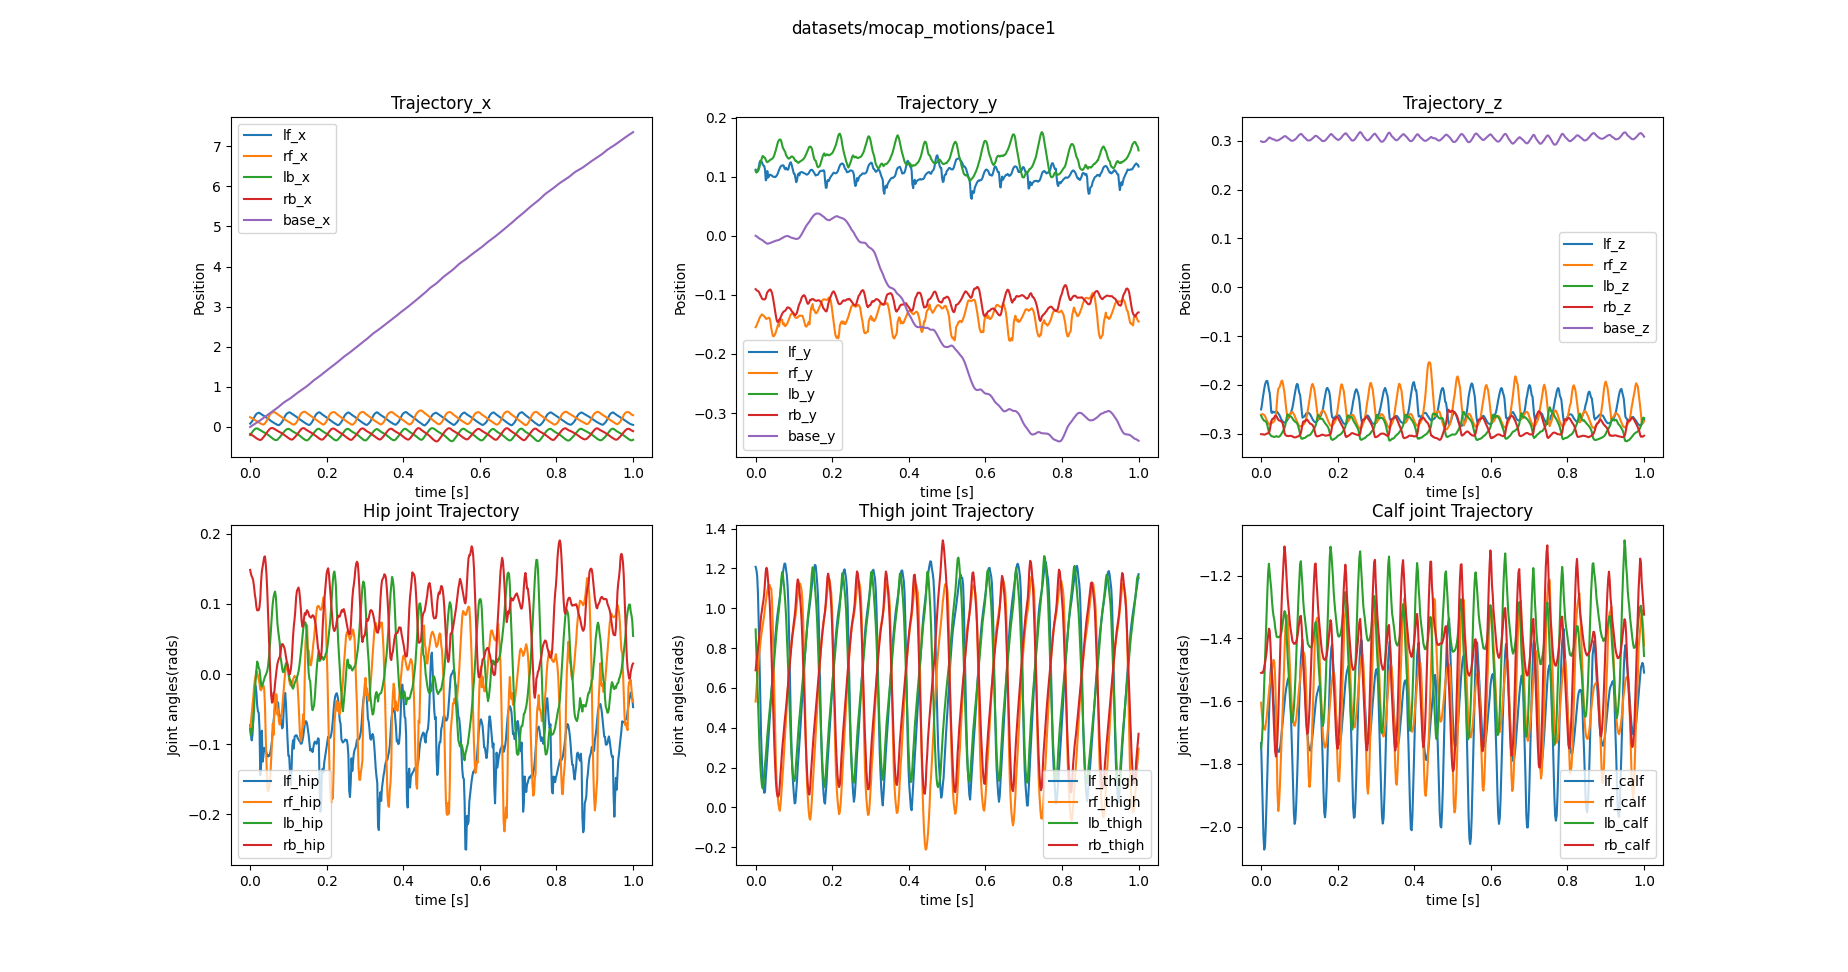 datasets/mocap_motions/pace1
Trajectory_x
Position
7
6
5
4
3
2
1
0
0.0 0.2 0.4 0.6 0.8 1.0
time [s]
lf_x
rf_x
lb_x
rb_x
base_x
Trajectory_y
Position
0.2
0.1
0.0
−0.1
−0.2
−0.3
0.0 0.2 0.4 0.6 0.8 1.0
time [s]
lf_y
rf_y
lb_y
rb_y
base_y
Trajectory_z
Position
0.3
0.2
0.1
0.0
−0.1
−0.2
−0.3
0.0 0.2 0.4 0.6 0.8 1.0
time [s]
lf_z
rf_z
lb_z
rb_z
base_z
Hip joint Trajectory
Joint angles(rads)
0.2
0.1
0.0
−0.1
−0.2
0.0 0.2 0.4 0.6 0.8 1.0
time [s]
lf_hip
rf_hip
lb_hip
rb_hip
Thigh joint Trajectory
Joint angles(rads)
1.4
1.2
1.0
0.8
0.6
0.4
0.2
0.0
−0.2
0.0 0.2 0.4 0.6 0.8 1.0
time [s]
lf_thigh
rf_thigh
lb_thigh
rb_thigh
Calf joint Trajectory
Joint angles(rads)
−1.2
−1.4
−1.6
−1.8
−2.0
0.0 0.2 0.4 0.6 0.8 1.0
time [s]
lf_calf
rf_calf
lb_calf
rb_calf